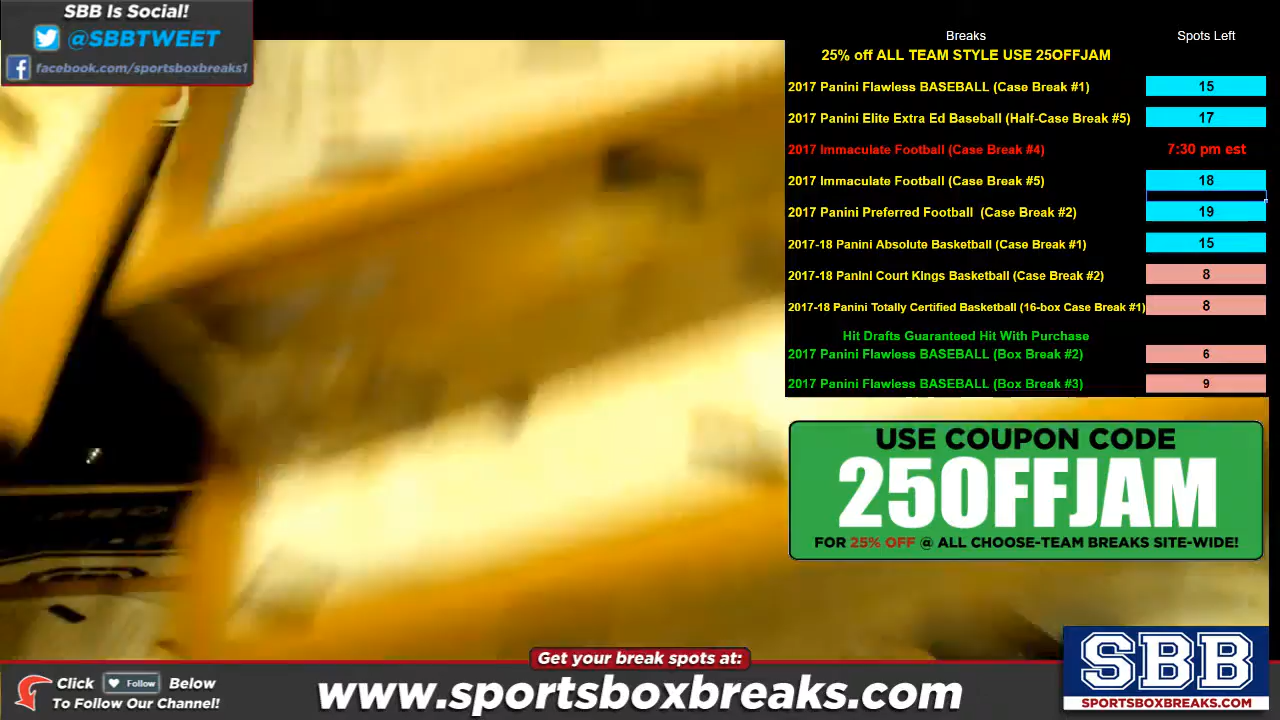 SBB Is Social!
@SBBTWEET
facebook.com/sportsboxbreaks1
Breaks Spots Left
25% off ALL TEAM STYLE USE 25OFFJAM
2017 Panini Flawless BASEBALL (Case Break #1) 15
2017 Panini Elite Extra Ed Baseball (Half-Case Break #5) 17
2017 Immaculate Football (Case Break #4) 7:30 pm est
2017 Immaculate Football (Case Break #5) 18
2017 Panini Preferred Football (Case Break #2) 19
2017-18 Panini Absolute Basketball (Case Break #1) 15
2017-18 Panini Court KIngs Basketball (Case Break #2) 8
2017-18 Panini Totally Certified Basketball (16-box Case Break #1) 8
Hit Drafts Guaranteed Hit With Purchase
2017 Panini Flawless BASEBALL (Box Break #2) 6
2017 Panini Flawless BASEBALL (Box Break #3) 9
USE COUPON CODE
25OFFJAM
FOR 25% OFF @ ALL CHOOSE-TEAM BREAKS SITE-WIDE!
PRO
Get your break spots at:
www.sportsboxbreaks.com
Click Follow Below
To Follow Our Channel!
SBB
SPORTSBOXBREAKS.COM